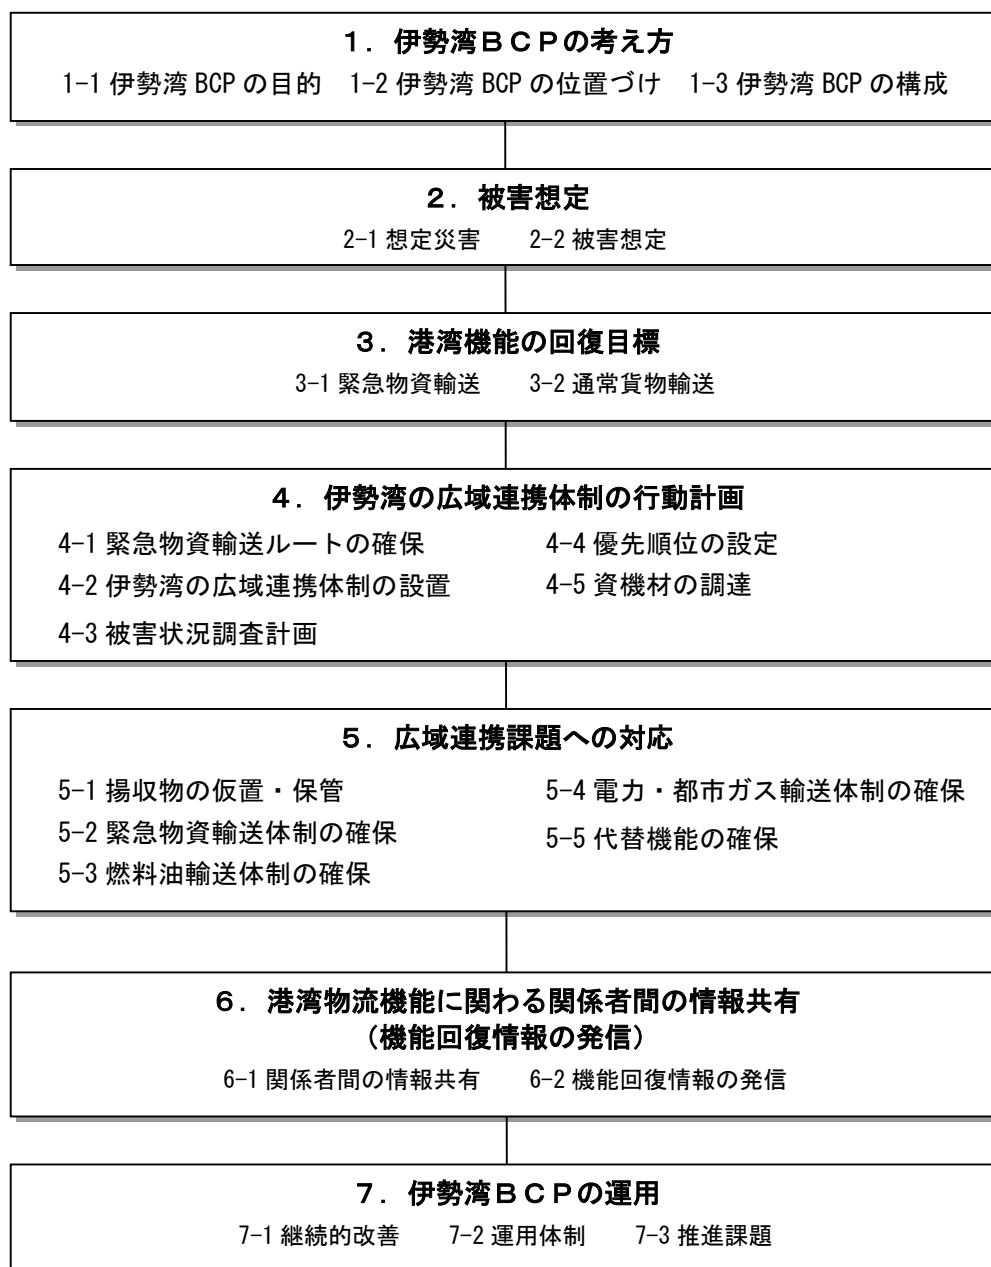 １．伊勢湾ＢＣＰの考え方
1-1 伊勢湾 BCP の目的　1-2 伊勢湾 BCP の位置づけ　1-3 伊勢湾 BCP の構成
２．被害想定
2-1 想定災害　2-2 被害想定
３．港湾機能の回復目標
3-1 緊急物資輸送　3-2 通常貨物輸送
４．伊勢湾の広域連携体制の行動計画
4-1 緊急物資輸送ルートの確保
4-2 伊勢湾の広域連携体制の設置
4-3 被害状況調査計画
4-4 優先順位の設定
4-5 資機材の調達
５．広域連携課題への対応
5-1 揚収物の仮置・保管
5-2 緊急物資輸送体制の確保
5-3 燃料油輸送体制の確保
5-4 電力・都市ガス輸送体制の確保
5-5 代替機能の確保
６．港湾物流機能に関わる関係者間の情報共有
（機能回復情報の発信）
6-1 関係者間の情報共有　6-2 機能回復情報の発信
７．伊勢湾ＢＣＰの運用
7-1 継続的改善　7-2 運用体制　7-3 推進課題